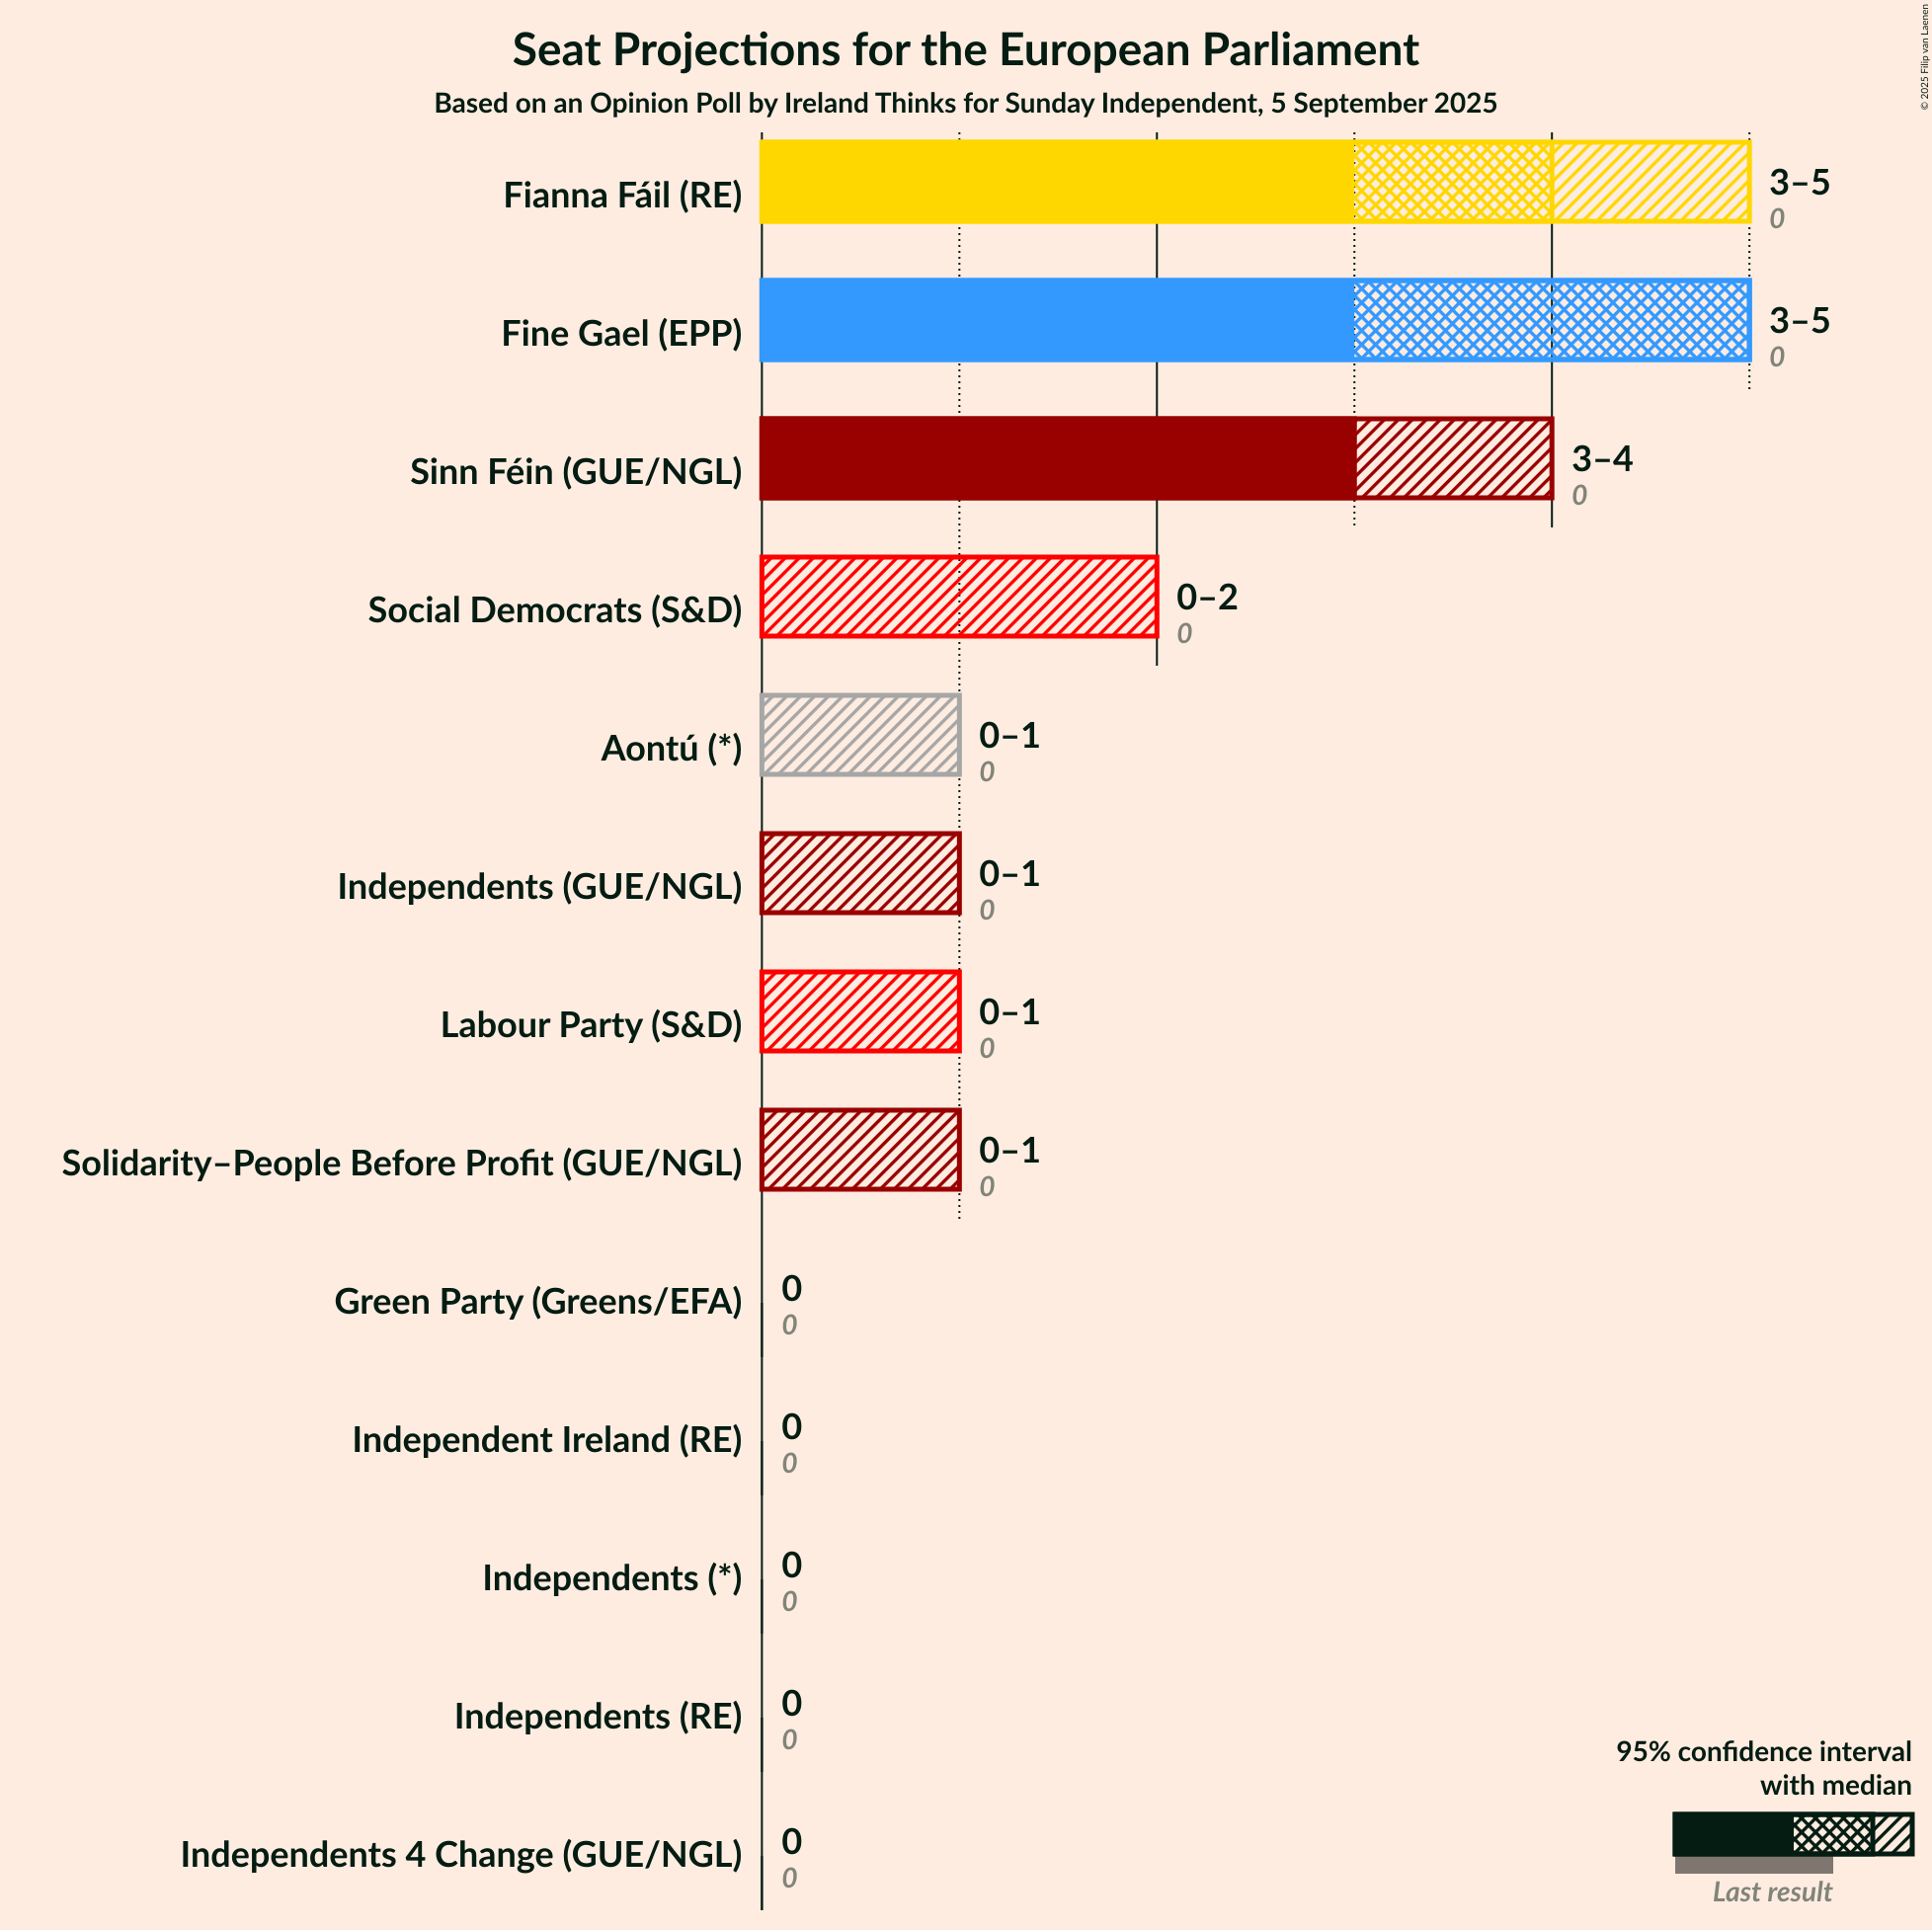 Seat Projections for the European Parliament
Based on an Opinion Poll by Ireland Thinks for Sunday Independent, 5 September 2025
© 2025 Filip van Laenen
Fianna Fáil (RE)
3–5
0
Fine Gael (EPP)
3–5
0
Sinn Féin (GUE/NGL)
3–4
0
Social Democrats (S&D)
0–2
0
Aontú (*)
0–1
0
Independents (GUE/NGL)
0–1
0
Labour Party (S&D)
0–1
0
Solidarity–People Before Profit (GUE/NGL)
0–1
0
Green Party (Greens/EFA)
0
0
Independent Ireland (RE)
0
0
Independents (*)
0
0
Independents (RE)
0
0
Independents 4 Change (GUE/NGL)
0
0
95% confidence interval
with median
Last result